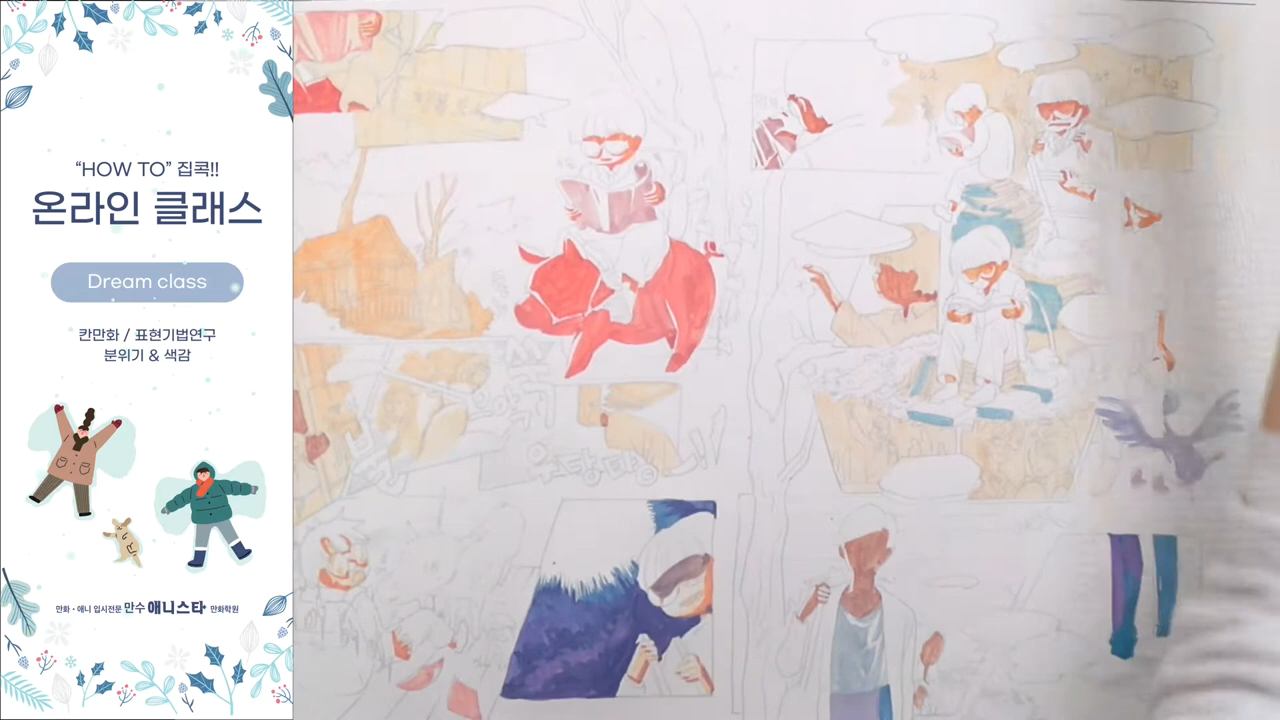 “HOW TO” 집콕!!
온라인 클래스
Dream class
칸만화 / 표현기법연구
분위기 & 색감
만화・애니 입시전문 만수 애니스타 만화학원